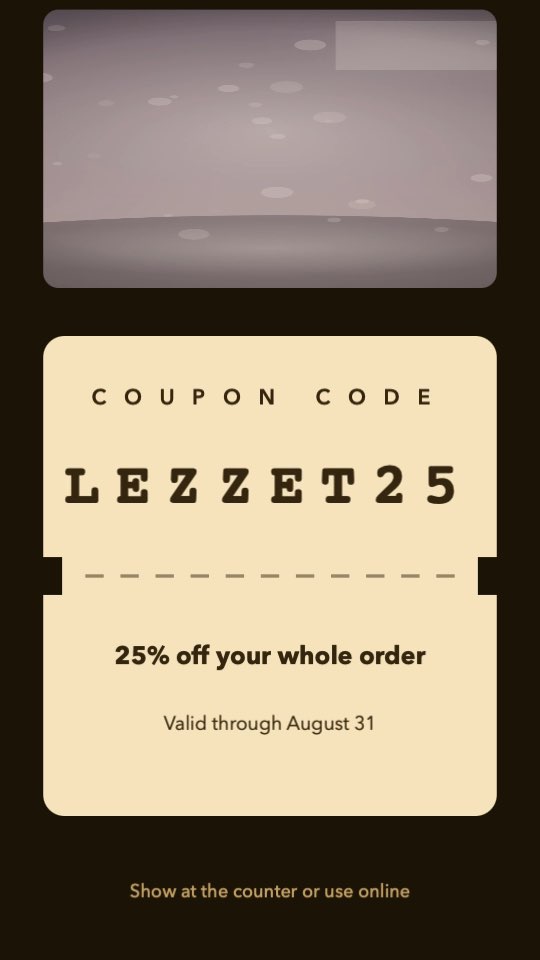 COUPON CODE
LEZZET25
25% off your whole order
Valid through August 31
Show at the counter or use online